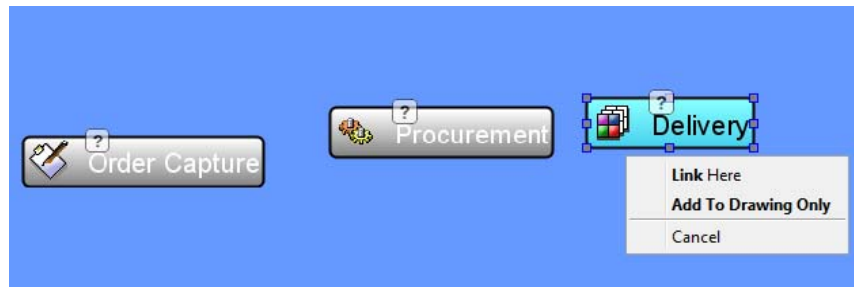 ?
Order Capture
?
Procurement
?
Delivery
Link Here
Add To Drawing Only
Cancel